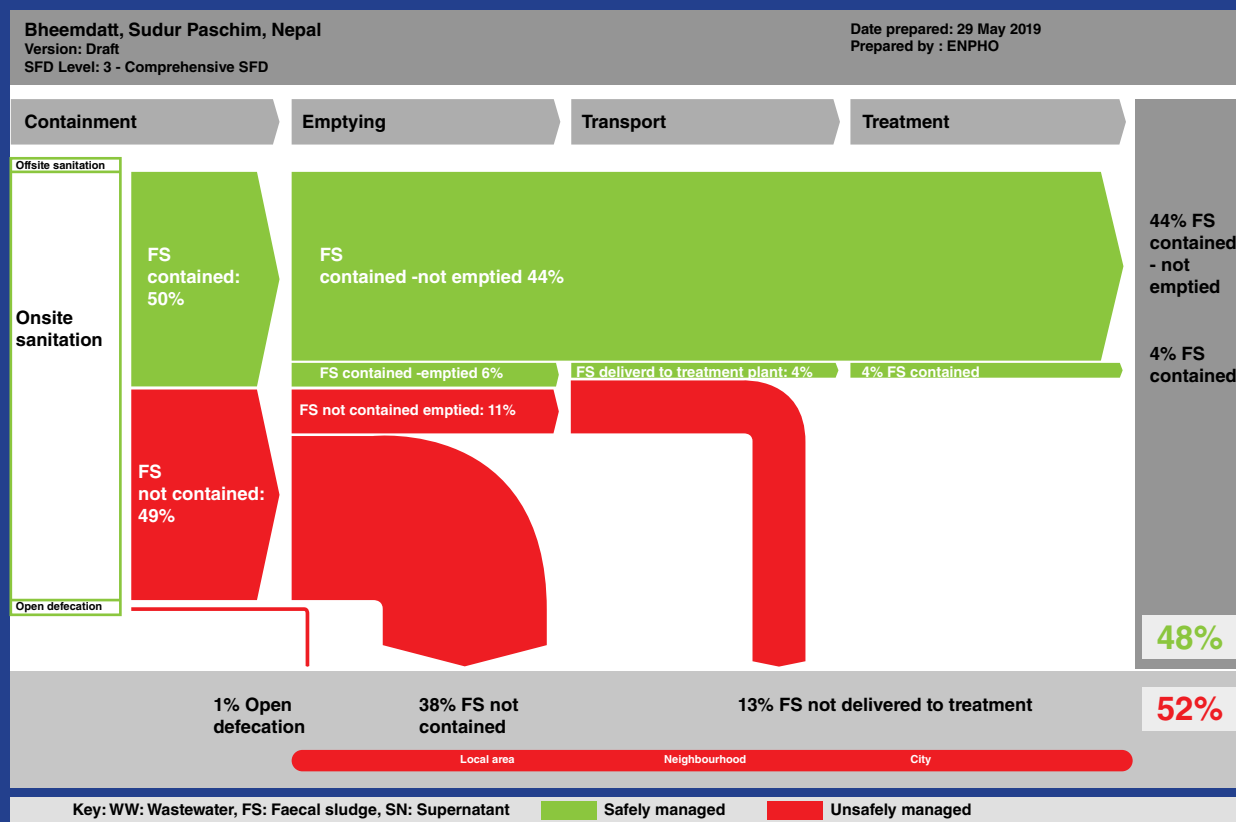 Bheemdatt, Sudur Paschim, Nepal
Version: Draft
SFD Level: 3 - Comprehensive SFD
Date prepared: 29 May 2019
Prepared by : ENPHO
Containment
Emptying
Transport
Treatment
Offsite sanitation
Onsite
sanitation
Open defecation
FS
contained:
50%
FS
not contained:
49%
FS
contained -not emptied 44%
FS contained -emptied 6%
FS not contained emptied: 11%
FS deliverd to treatment plant: 4%
4% FS contained
44% FS
contained
- not
emptied
4% FS
contained
48%
52%
1% Open
defecation
38% FS not
contained
13% FS not delivered to treatment
Local area
Neighbourhood
City
Key: WW: Wastewater, FS: Faecal sludge, SN: Supernatant
Safely managed
Unsafely managed